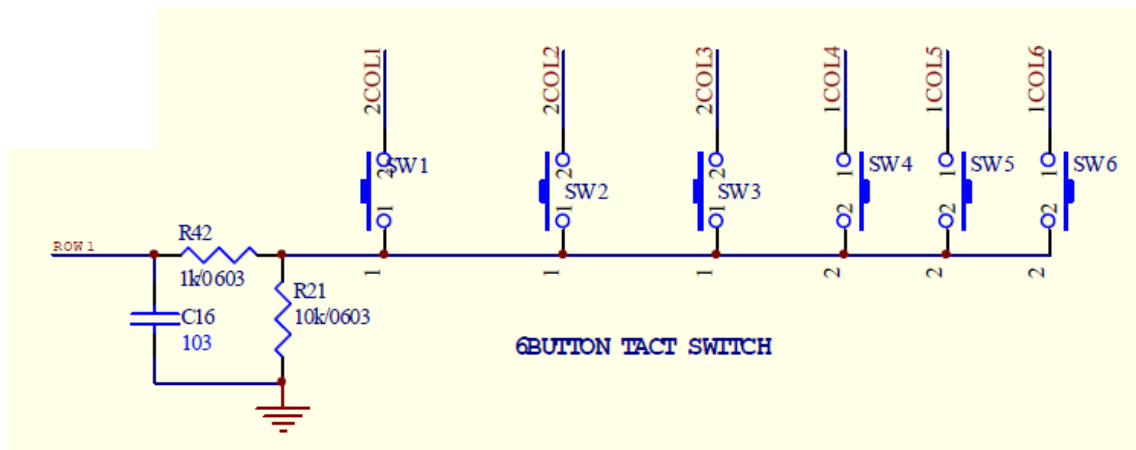 2COL1
2COL2
2COL3
1COL4
1COL5
1COL6
2 SW1
2 SW2
2 SW3
1 SW4
1 SW5
1 SW6
1
1
1
2
2
2
ROW1
R42
1k/0603
1
1
1
2
2
2
R21
10k/0603
C16
103
6BUTTON TACT SWITCH